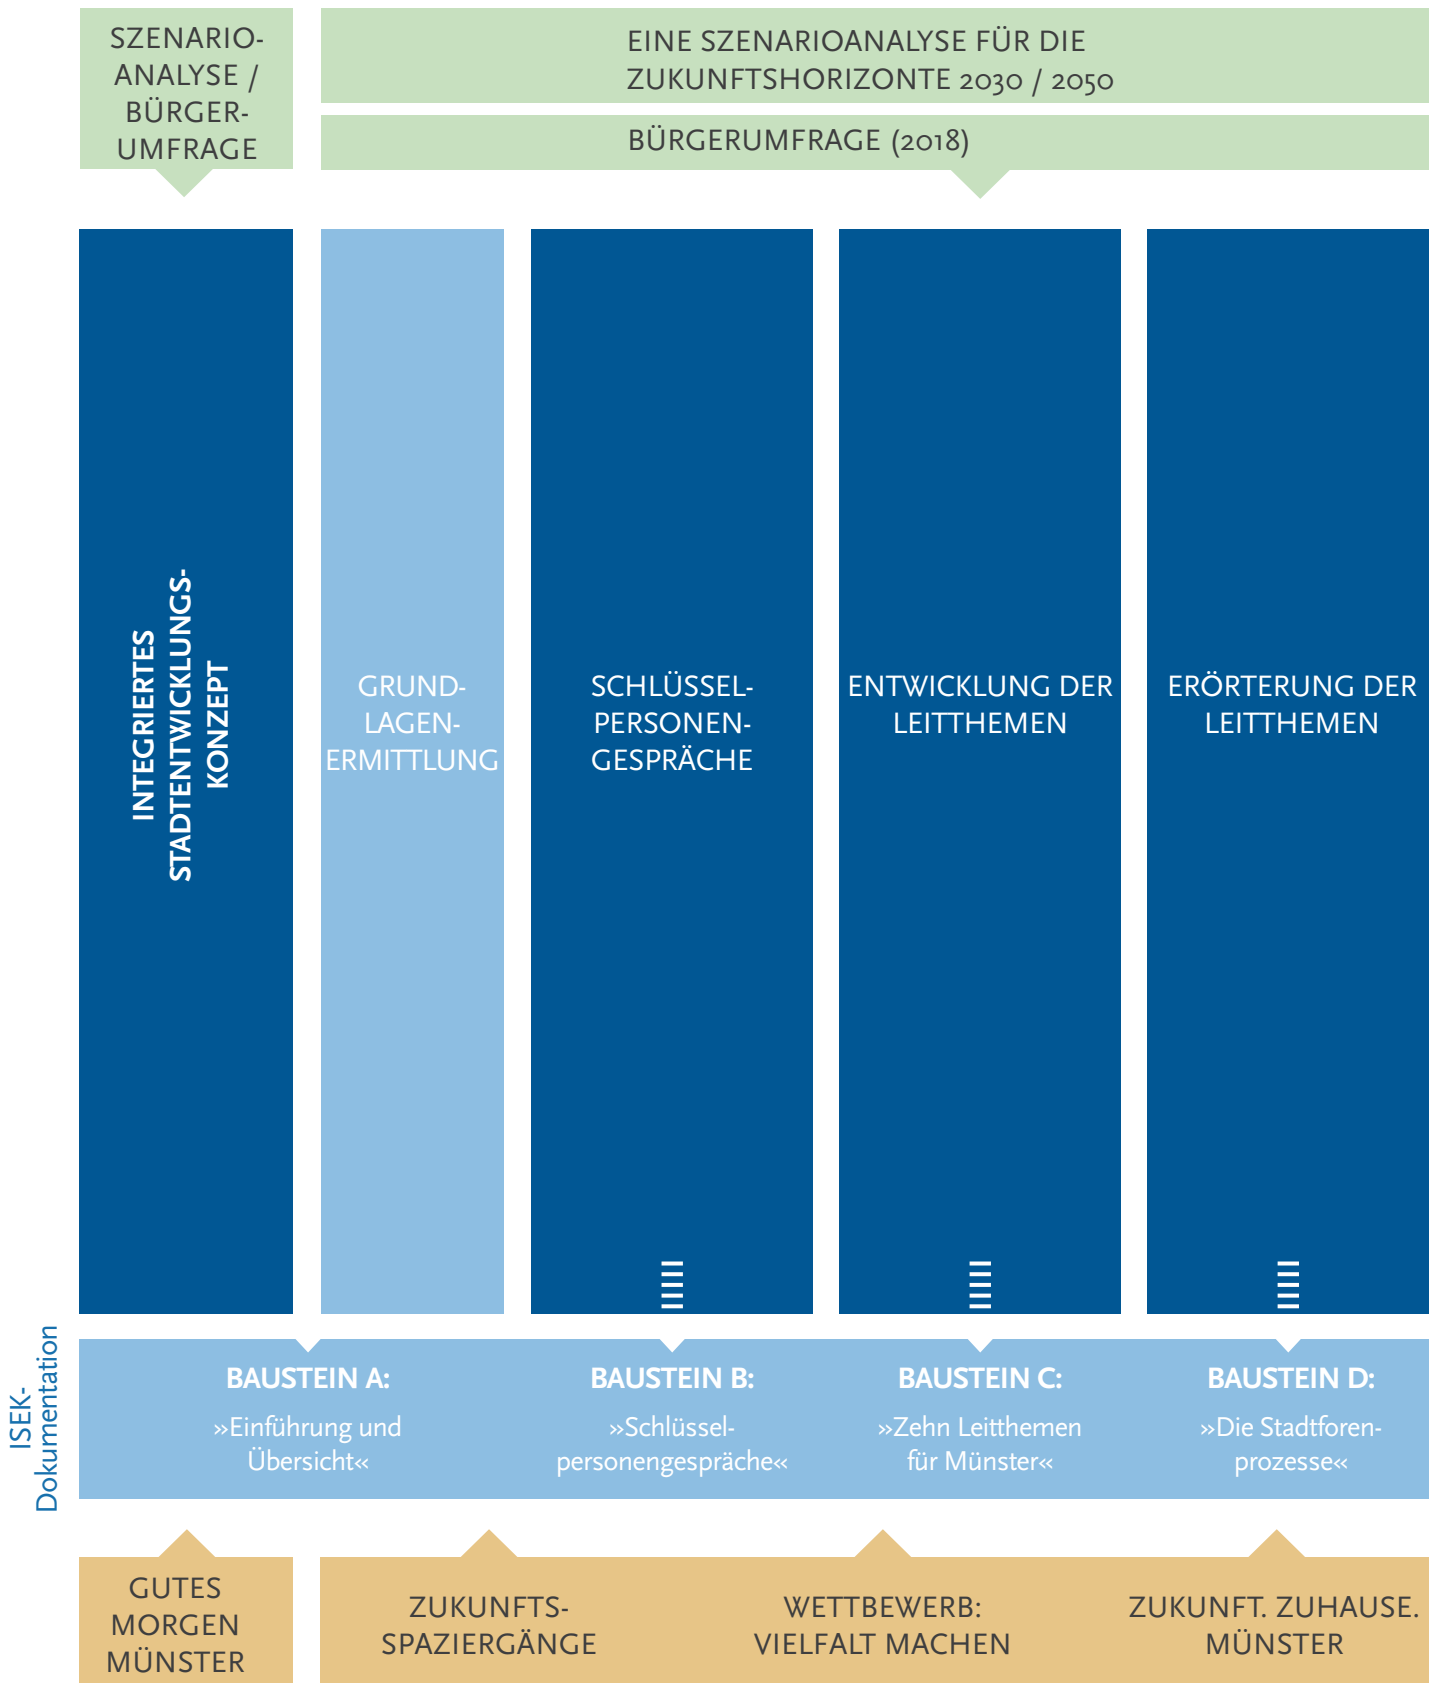 SZENARIO-
ANALYSE /
BÜRGER-
UMFRAGE
EINE SZENARIOANALYSE FÜR DIE
ZUKUNFTSHORIZONTE 2030 / 2050
BÜRGERUMFRAGE (2018)
INTEGRIERTES
STADTENTWICKLUNGS-
KONZEPT
GRUND-
LAGEN-
ERMITTLUNG
SCHLÜSSEL-
PERSONEN-
GESPRÄCHE
ENTWICKLUNG DER
LEITTHEMEN
ERÖRTERUNG DER
LEITTHEMEN
ISEK-
Dokumentation
BAUSTEIN A:
»Einführung und
Übersicht«
BAUSTEIN B:
»Schlüssel-
personengespräche«
BAUSTEIN C:
»Zehn Leitthemen
für Münster«
BAUSTEIN D:
»Die Stadtforen-
prozesse«
GUTES
MORGEN
MÜNSTER
ZUKUNFTS-
SPAZIERGÄNGE
WETTBEWERB:
VIELFALT MACHEN
ZUKUNFT. ZUHAUSE.
MÜNSTER